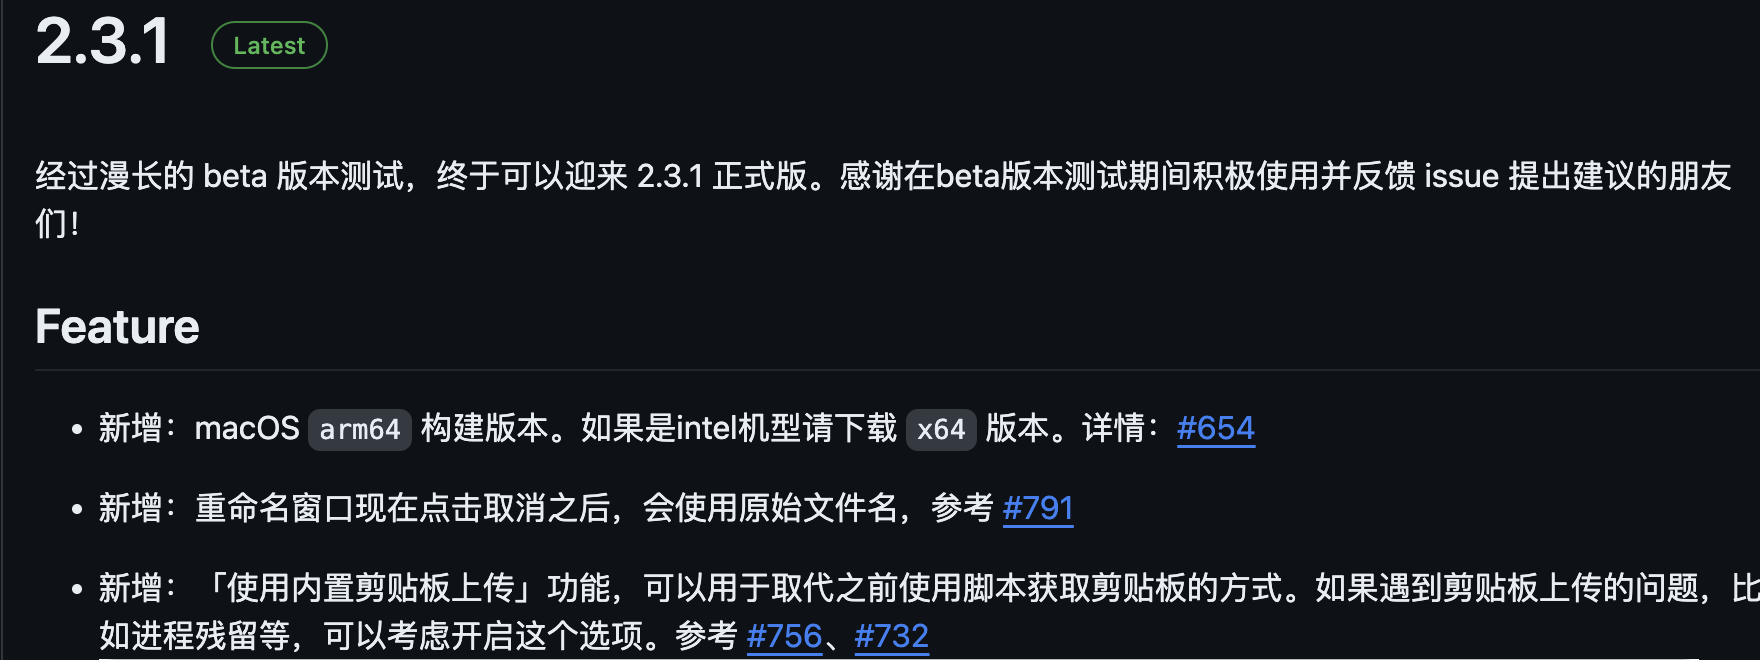 2.3.1 Latest
经过漫长的 beta 版本测试，终于可以迎来 2.3.1 正式版。感谢在beta版本测试期间积极使用并反馈 issue 提出建议的朋友
们！
Feature
• 新增：macOS arm64 构建版本。如果是intel机型请下载 x64 版本。详情：#654
• 新增：重命名窗口现在点击取消之后，会使用原始文件名，参考 #791
• 新增：「使用内置剪贴板上传」功能，可以用于取代之前使用脚本获取剪贴板的方式。如果遇到剪贴板上传的问题，比
如进程残留等，可以考虑开启这个选项。参考 #756、#732